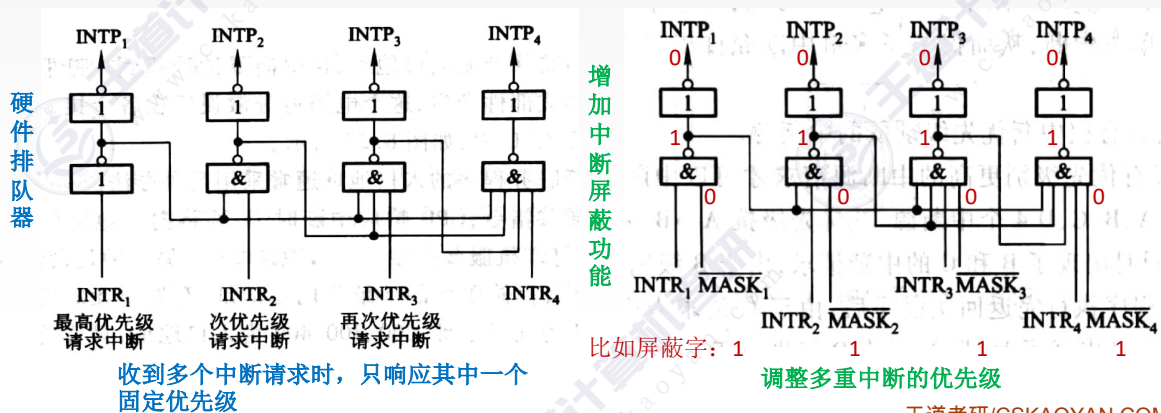 硬件排队器
INTP₁ INTP₂ INTP₃ INTP₄
1 1 1 1
1 & & &
INTR₁ INTR₂ INTR₃ INTR₄
最高优先级 次优先级 再次优先级
请求中断 请求中断 请求中断
收到多个中断请求时，只响应其中一个
固定优先级
增加中断屏蔽功能
INTP₁ INTP₂ INTP₃ INTP₄
0 0 0 0
1 1 1 1
1 1 1 1
& & & &
0 0 0 0
INTR₁ M̅A̅S̅K̅₁ INTR₃ M̅A̅S̅K̅₃
INTR₂ M̅A̅S̅K̅₂ INTR₄ M̅A̅S̅K̅₄
比如屏蔽字：1 1 1 1
调整多重中断的优先级
王道考研/CSKAOYAN.COM